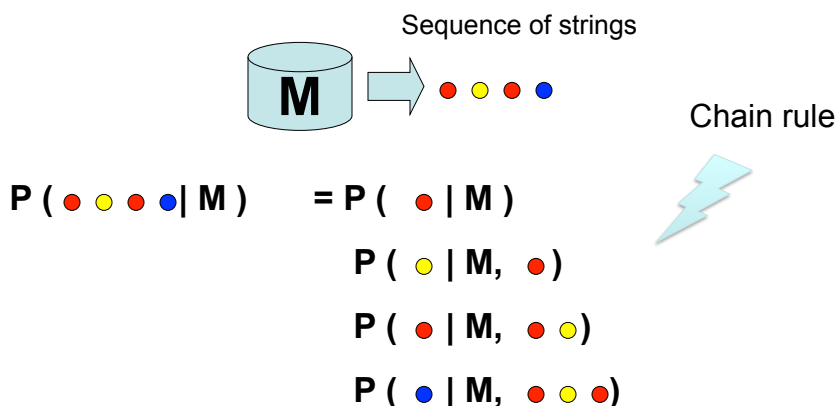 Sequence of strings
M
Chain rule
P ( | M ) = P ( | M )
P ( | M, )
P ( | M, )
P ( | M, )